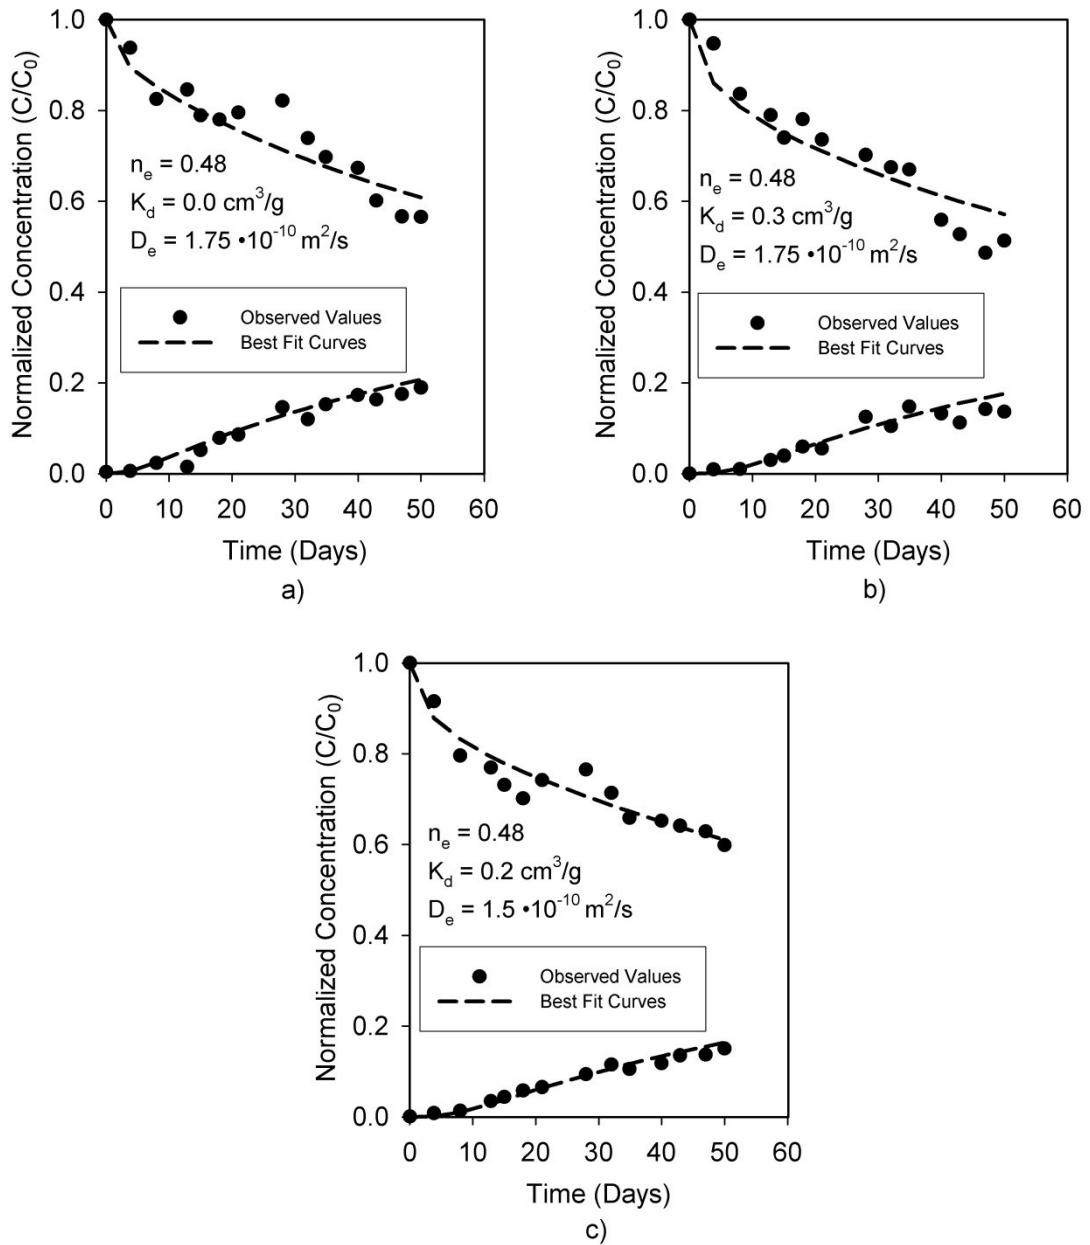 Normalized Concentration (C/C₀)
1.0
0.8
0.6
0.4
0.2
0.0
nₑ = 0.48
K_d = 0.0 cm³/g
Dₑ = 1.75 •10⁻¹⁰ m²/s
Observed Values
Best Fit Curves
0 10 20 30 40 50 60
Time (Days)
a)
Normalized Concentration (C/C₀)
1.0
0.8
0.6
0.4
0.2
0.0
nₑ = 0.48
K_d = 0.3 cm³/g
Dₑ = 1.75 •10⁻¹⁰ m²/s
Observed Values
Best Fit Curves
0 10 20 30 40 50 60
Time (Days)
b)
Normalized Concentration (C/C₀)
1.0
0.8
0.6
0.4
0.2
0.0
nₑ = 0.48
K_d = 0.2 cm³/g
Dₑ = 1.5 •10⁻¹⁰ m²/s
Observed Values
Best Fit Curves
0 10 20 30 40 50 60
Time (Days)
c)